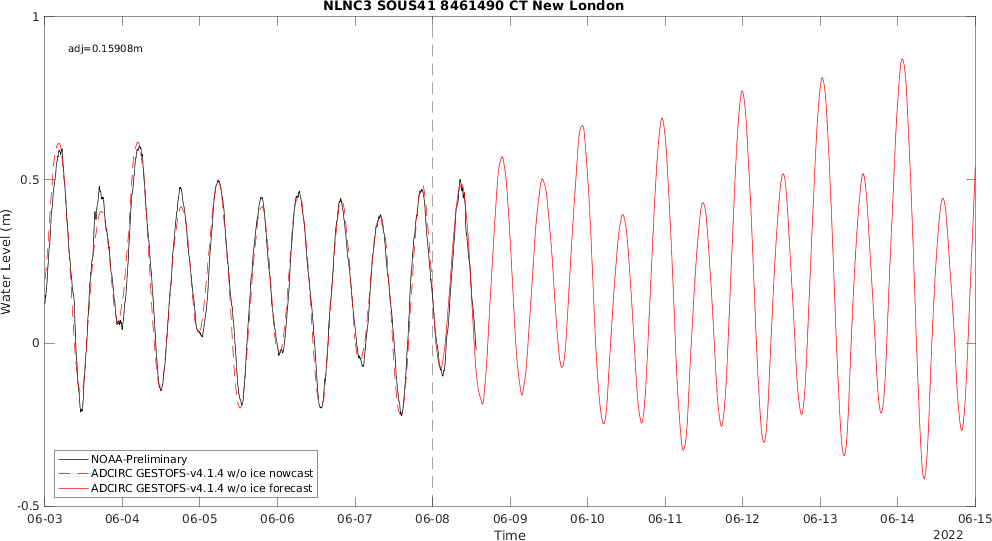 NLNC3 SOUS41 8461490 CT New London
1
adj=0.15908m
0.5
Water Level (m)
0
NOAA-Preliminary
ADCIRC GESTOFS-v4.1.4 w/o ice nowcast
ADCIRC GESTOFS-v4.1.4 w/o ice forecast
-0.5
06-03 06-04 06-05 06-06 06-07 06-08 06-09 06-10 06-11 06-12 06-13 06-14 06-15
Time
2022